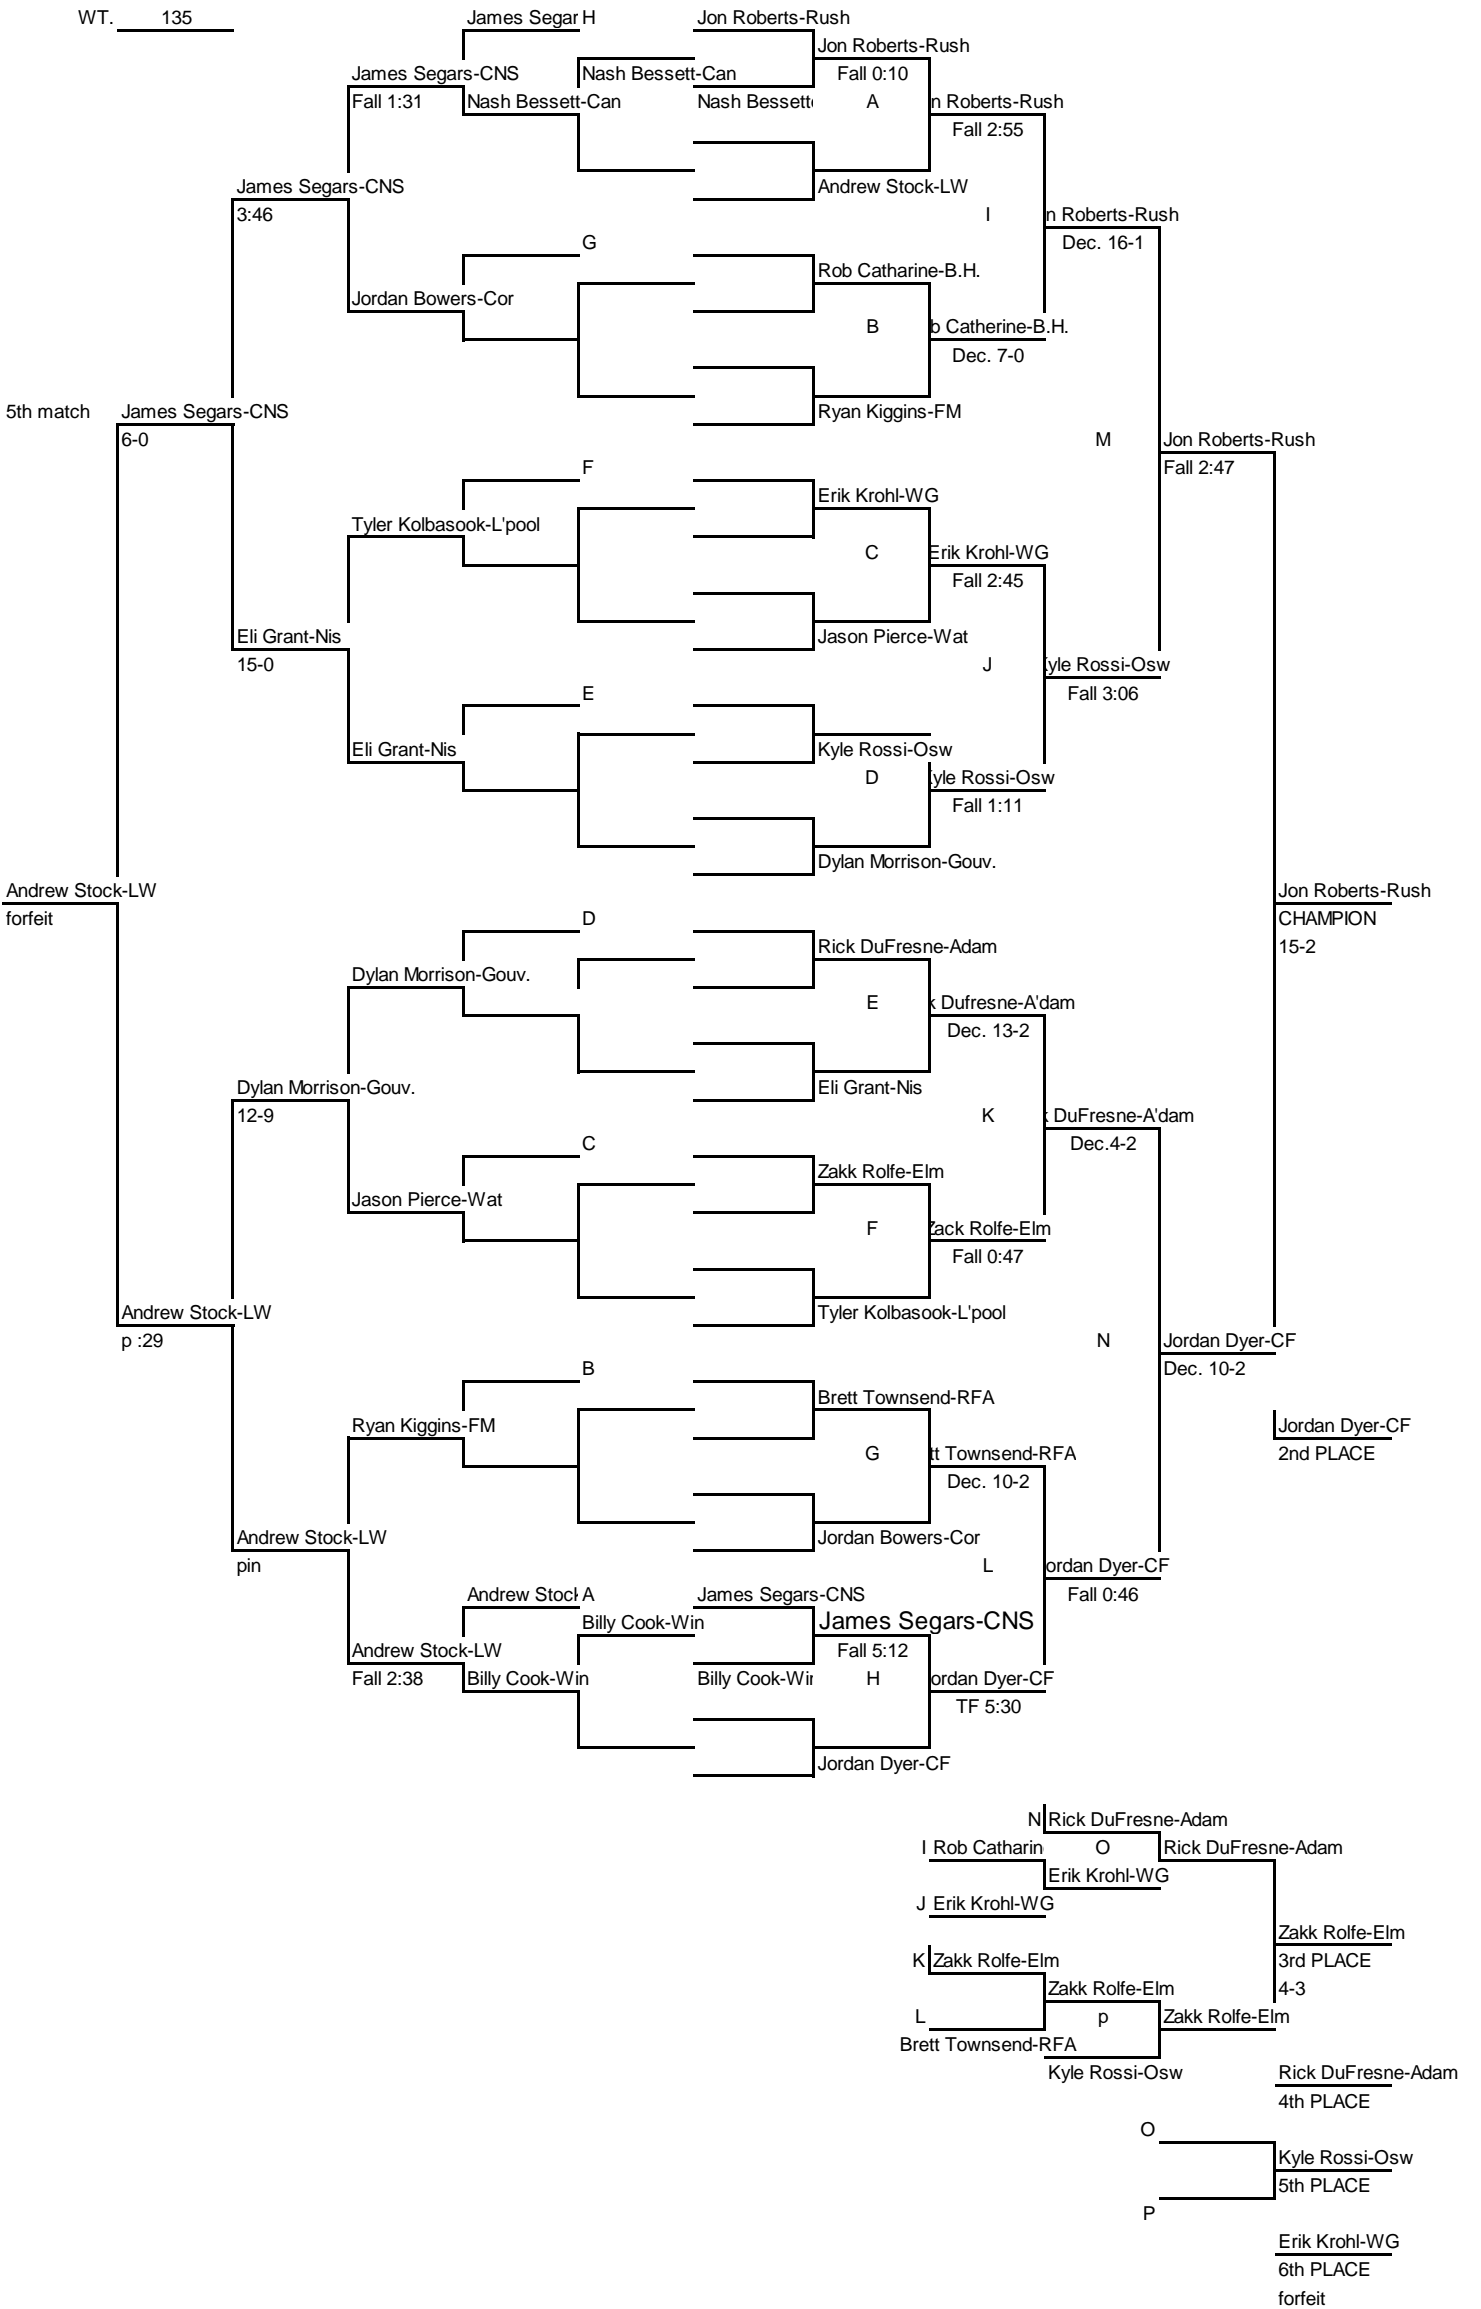 WT. 135 James Segar H Jon Roberts-Rush
Jon Roberts-Rush
James Segars-CNS Nash Bessett-Can Fall 0:10
Fall 1:31 Nash Bessett-Can Nash Bessett A n Roberts-Rush
Fall 2:55
James Segars-CNS Andrew Stock-LW
3:46 I n Roberts-Rush
G Dec. 16-1
Rob Catharine-B.H.
Jordan Bowers-Cor
B b Catherine-B.H.
Dec. 7-0
5th match James Segars-CNS Ryan Kiggins-FM
6-0 M Jon Roberts-Rush
F Fall 2:47
Erik Krohl-WG
Tyler Kolbasook-L'pool
C Erik Krohl-WG
Fall 2:45
Eli Grant-Nis Jason Pierce-Wat
15-0 J yle Rossi-Osw
E Fall 3:06
Eli Grant-Nis Kyle Rossi-Osw
D yle Rossi-Osw
Fall 1:11
Dylan Morrison-Gouv.
Andrew Stock-LW Jon Roberts-Rush
forfeit D CHAMPION
Rick DuFresne-Adam 15-2
Dylan Morrison-Gouv.
E k Dufresne-A'dam
Dec. 13-2
Dylan Morrison-Gouv. Eli Grant-Nis
12-9 K k DuFresne-A'dam
C Dec.4-2
Zakk Rolfe-Elm
Jason Pierce-Wat
F Zack Rolfe-Elm
Fall 0:47
Andrew Stock-LW Tyler Kolbasook-L'pool
p :29 N Jordan Dyer-CF
B Dec. 10-2
Brett Townsend-RFA
Ryan Kiggins-FM Jordan Dyer-CF
G tt Townsend-RFA 2nd PLACE
Dec. 10-2
Andrew Stock-LW Jordan Bowers-Cor
pin L ordan Dyer-CF
Andrew Stock A James Segars-CNS Fall 0:46
Billy Cook-Win James Segars-CNS
Andrew Stock-LW Fall 5:12
Fall 2:38 Billy Cook-Win Billy Cook-Win H ordan Dyer-CF
TF 5:30
Jordan Dyer-CF
N Rick DuFresne-Adam
I Rob Catharin O Rick DuFresne-Adam
Erik Krohl-WG
J Erik Krohl-WG
Zakk Rolfe-Elm
K Zakk Rolfe-Elm 3rd PLACE
Zakk Rolfe-Elm 4-3
L p Zakk Rolfe-Elm
Brett Townsend-RFA
Kyle Rossi-Osw Rick DuFresne-Adam
4th PLACE
O
Kyle Rossi-Osw
5th PLACE
P
Erik Krohl-WG
6th PLACE
forfeit